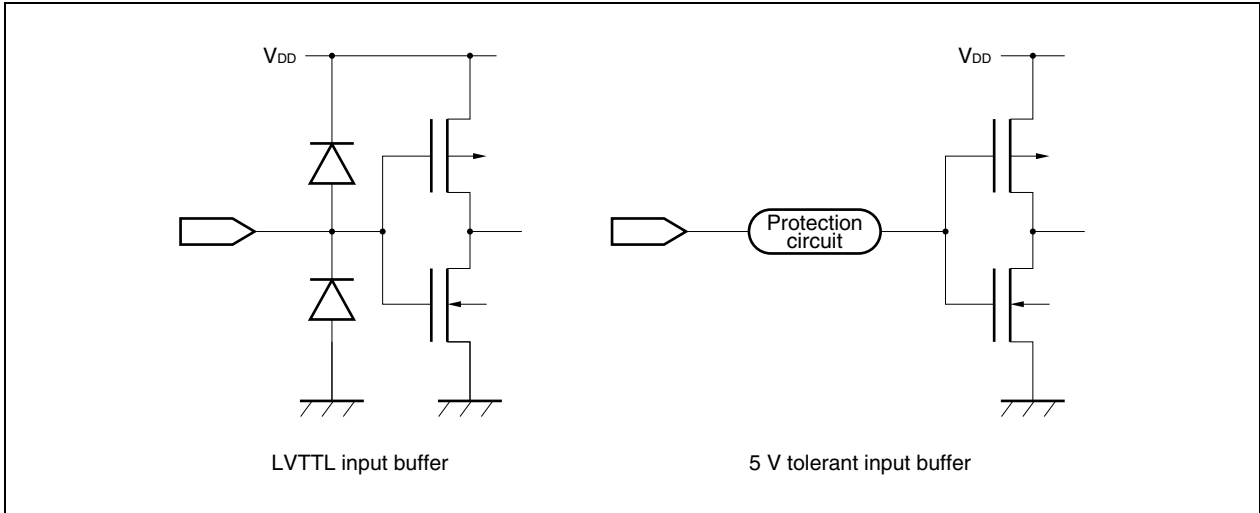 VDD
VDD
Protection
circuit
LVTTL input buffer
5 V tolerant input buffer